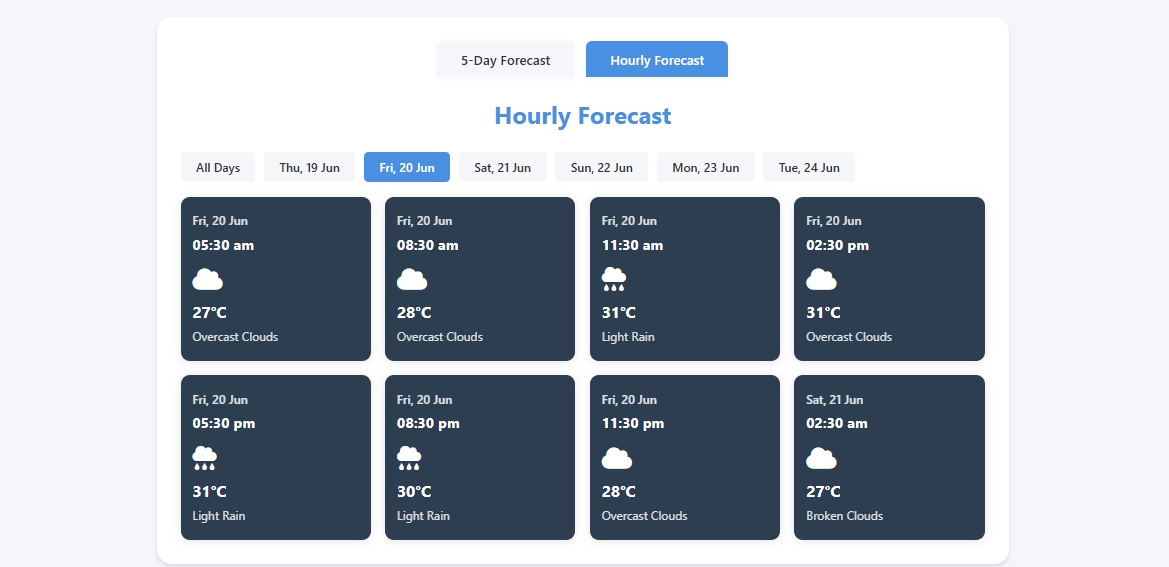 5-Day Forecast
Hourly Forecast
Hourly Forecast
All Days
Thu, 19 Jun
Fri, 20 Jun
Sat, 21 Jun
Sun, 22 Jun
Mon, 23 Jun
Tue, 24 Jun
Fri, 20 Jun
05:30 am
27°C
Overcast Clouds
Fri, 20 Jun
08:30 am
28°C
Overcast Clouds
Fri, 20 Jun
11:30 am
31°C
Light Rain
Fri, 20 Jun
02:30 pm
31°C
Overcast Clouds
Fri, 20 Jun
05:30 pm
31°C
Light Rain
Fri, 20 Jun
08:30 pm
30°C
Light Rain
Fri, 20 Jun
11:30 pm
28°C
Overcast Clouds
Sat, 21 Jun
02:30 am
27°C
Broken Clouds